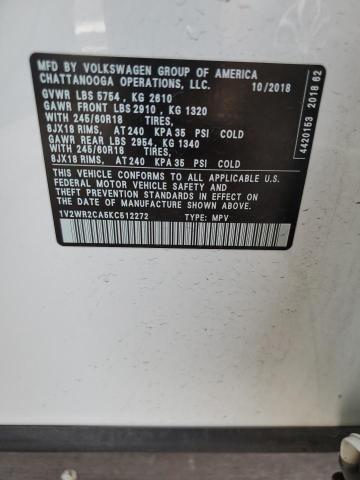 MFD BY VOLKSWAGEN GROUP OF AMERICA
CHATTANOOGA OPERATIONS, LLC. 10/2018
GVWR LBS 5754 , KG 2610
GAWR FRONT LBS 2910 , KG 1320
WITH 245/60R18 TIRES,
8JX18 RIMS, AT 240 KPA 35 PSI COLD
GAWR REAR LBS 2954 , KG 1340
WITH 245/60R18 TIRES,
8JX18 RIMS, AT 240 KPA 35 PSI COLD
THIS VEHICLE CONFORMS TO ALL APPLICABLE U.S.
FEDERAL MOTOR VEHICLE SAFETY AND
THEFT PREVENTION STANDARDS IN EFFECT ON THE
DATE OF MANUFACTURE SHOWN ABOVE.
1V2WR2CA5KC512272 TYPE: MPV
4420153 2018 62